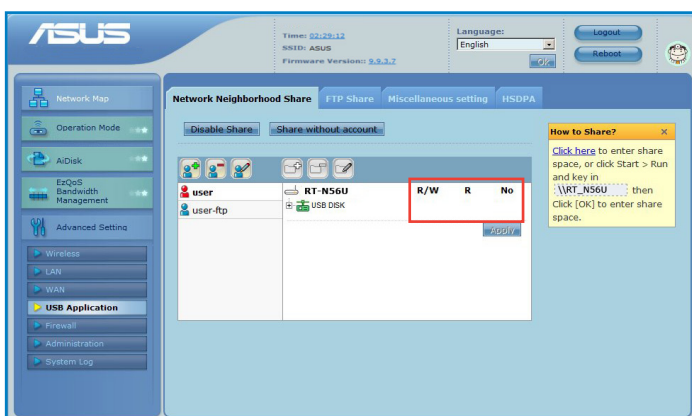 ASUS
Time: 02:29:12
SSID: ASUS
Firmware Version: 9.9.3.7
Language:
English
OK
Logout
Reboot
Network Map
Operation Mode
AiDisk
EzQoS
Bandwidth
Management
Advanced Setting
Wireless
LAN
WAN
USB Application
Firewall
Administration
System Log
Network Neighborhood Share
FTP Share
Miscellaneous setting
HSDPA
Disable Share
Share without account
user
user-ftp
RT-N56U
R/W R No
USB DISK
Apply
How to Share? ×
Click here to enter share
space, or click Start > Run
and key in
\\RT_N56U then
Click [OK] to enter share
space.